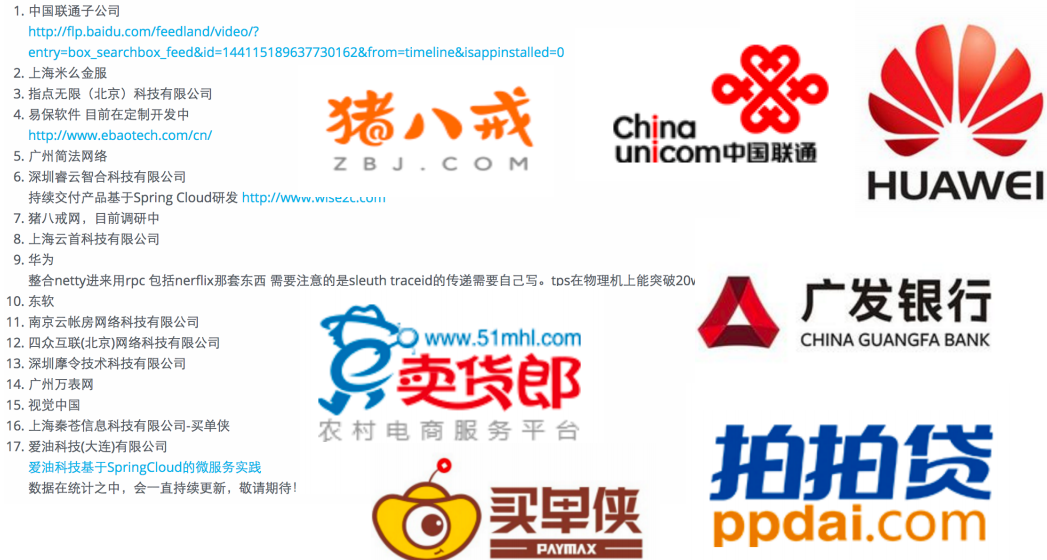 1. 中国联通子公司
http://flp.baidu.com/feedland/video/?
entry=box_searchbox_feed&id=144115189637730162&from=timeline&isappinstalled=0
2. 上海米么金服
3. 指点无限（北京）科技有限公司
4. 易保软件 目前在定制开发中
http://www.ebaotech.com/cn/
5. 广州简法网络
6. 深圳睿云智合科技有限公司
持续交付产品基于Spring Cloud研发 http://www.wise2c.com
7. 猪八戒网，目前调研中
8. 上海云首科技有限公司
9. 华为
整合netty进来用rpc 包括nerflix那套东西 需要注意的是sleuth traceid的传递需要自己写。tps在物理机上能突破20w
10. 东软
11. 南京云帐房网络科技有限公司
12. 四众互联(北京)网络科技有限公司
13. 深圳摩令技术科技有限公司
14. 广州万表网
15. 视觉中国
16. 上海秦苍信息科技有限公司-买单侠
17. 爱油科技(大连)有限公司
爱油科技基于SpringCloud的微服务实践
数据在统计之中，会一直持续更新，敬请期待！
猪八戒
ZBJ.COM
China
unicom中国联通
HUAWEI
广发银行
CHINA GUANGFA BANK
www.51mhl.com
卖货郎
农村电商服务平台
买单侠
PAYMAX
拍拍贷
ppdai.com